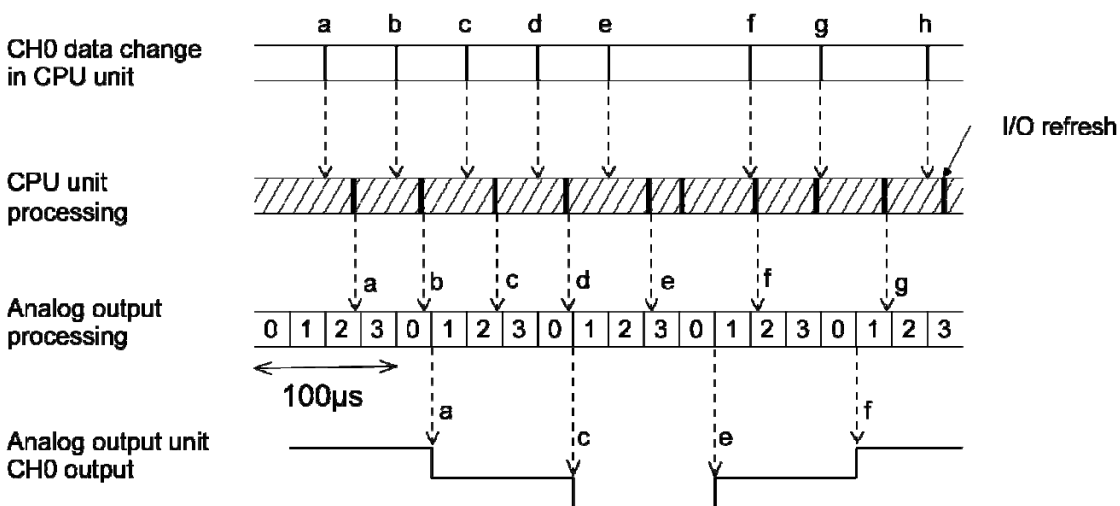 a b c d e f g h
CH0 data change
in CPU unit
I/O refresh
CPU unit
processing
a b c d e f g
Analog output
processing
0 1 2 3 0 1 2 3 0 1 2 3 0 1 2 3 0 1 2 3
100µs
a c e f
Analog output unit
CH0 output